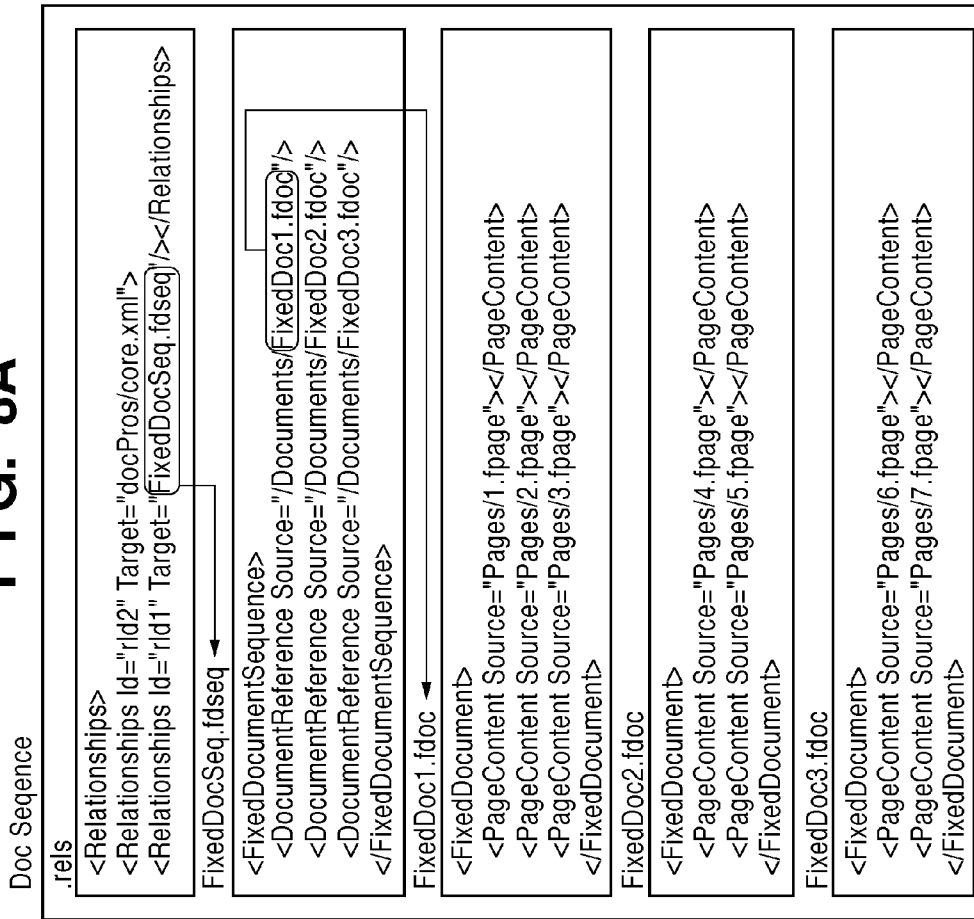 FIG. 8A
Doc Seqence
.rels
<Relationships>
<Relationships Id="rId2" Target="docPros/core.xml">
<Relationships Id="rId1" Target="FixedDocSeq.fdseq"/></Relationships>
FixedDocSeq.fdseq
<FixedDocumentSequence>
<DocumentReference Source="/Documents/FixedDoc1.fdoc"/>
<DocumentReference Source="/Documents/FixedDoc2.fdoc"/>
<DocumentReference Source="/Documents/FixedDoc3.fdoc"/>
</FixedDocumentSequence>
FixedDoc1.fdoc
<FixedDocument>
<PageContent Source="Pages/1.fpage"></PageContent>
<PageContent Source="Pages/2.fpage"></PageContent>
<PageContent Source="Pages/3.fpage"></PageContent>
</FixedDocument>
FixedDoc2.fdoc
<FixedDocument>
<PageContent Source="Pages/4.fpage"></PageContent>
<PageContent Source="Pages/5.fpage"></PageContent>
</FixedDocument>
FixedDoc3.fdoc
<FixedDocument>
<PageContent Source="Pages/6.fpage"></PageContent>
<PageContent Source="Pages/7.fpage"></PageContent>
</FixedDocument>